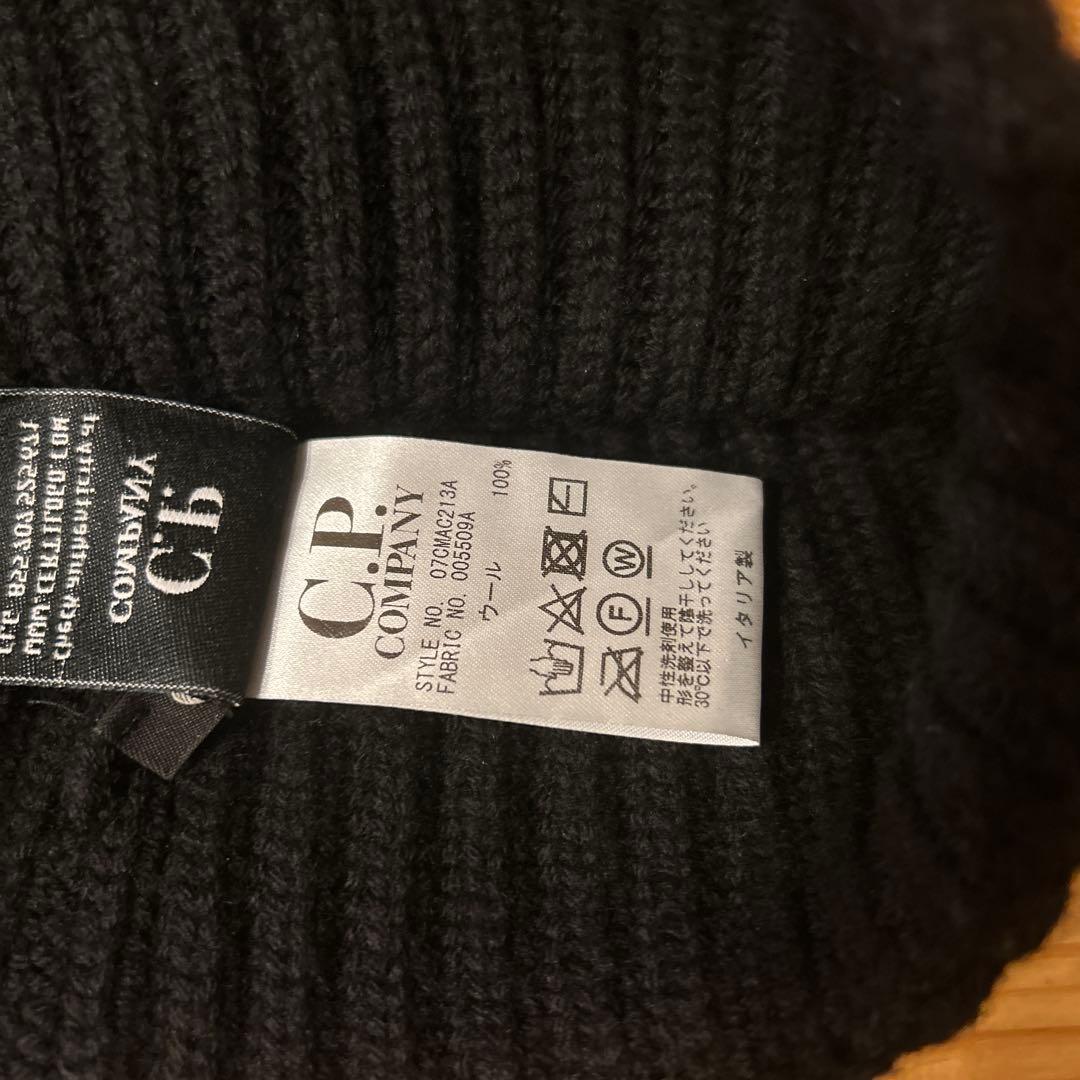 C.P.
COMPANY
STYLE NO. 07CMAC213A
FABRIC NO. 005509A
ウール 100%
F
W
中性洗剤使用
形を整えて陰干ししてください。
30℃以下で洗ってください
イタリア製
C.P.
COMPANY